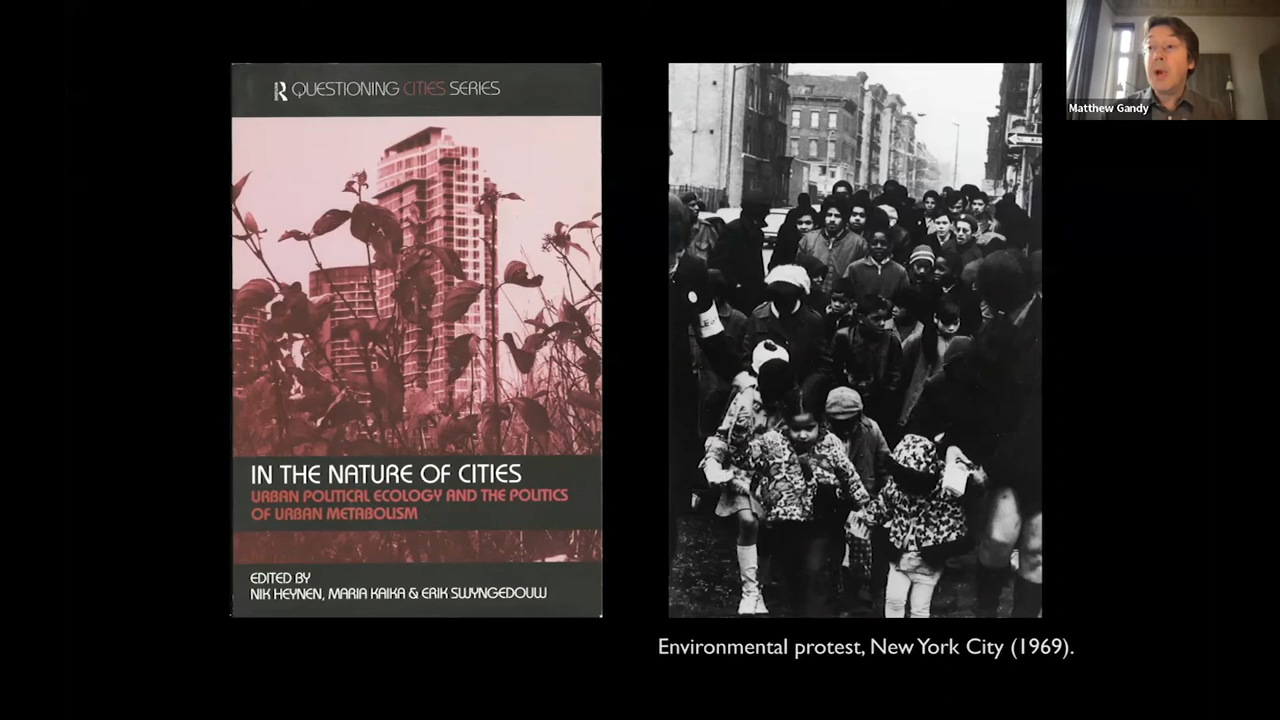 QUESTIONING CITIES SERIES
IN THE NATURE OF CITIES
URBAN POLITICAL ECOLOGY AND THE POLITICS
OF URBAN METABOLISM
EDITED BY
NIK HEYNEN, MARIA KAIKA & ERIK SWYNGEDOUW
Environmental protest, New York City (1969).
Matthew Gandy